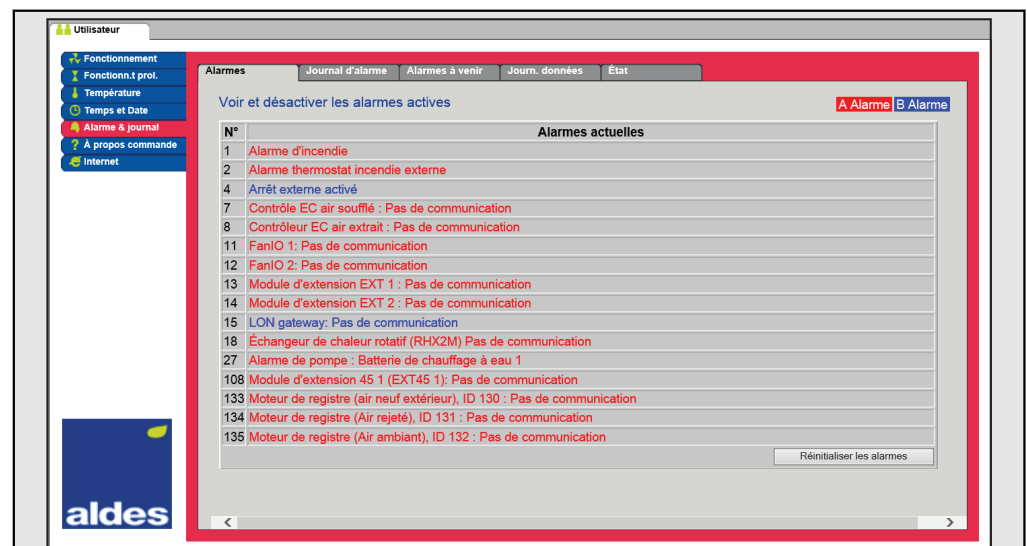 Utilisateur
Fonctionnement
Fonctionn.t prol.
Température
Temps et Date
Alarme & journal
? À propos commande
Internet
Alarmes
Journal d'alarme
Alarmes à venir
Journ. données
État
Voir et désactiver les alarmes actives
A Alarme B Alarme
N° Alarmes actuelles
1 Alarme d'incendie
2 Alarme thermostat incendie externe
4 Arrêt externe activé
7 Contrôle EC air soufflé : Pas de communication
8 Contrôleur EC air extrait : Pas de communication
11 FanIO 1: Pas de communication
12 FanIO 2: Pas de communication
13 Module d'extension EXT 1 : Pas de communication
14 Module d'extension EXT 2 : Pas de communication
15 LON gateway: Pas de communication
18 Échangeur de chaleur rotatif (RHX2M) Pas de communication
27 Alarme de pompe : Batterie de chauffage à eau 1
108 Module d'extension 45 1 (EXT45 1): Pas de communication
133 Moteur de registre (air neuf extérieur), ID 130 : Pas de communication
134 Moteur de registre (Air rejeté), ID 131 : Pas de communication
135 Moteur de registre (Air ambiant), ID 132 : Pas de communication
Réinitialiser les alarmes
aldes